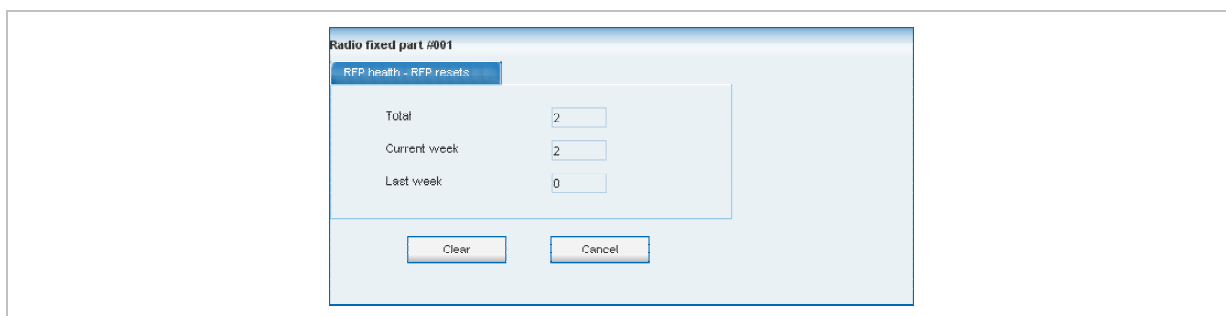 Radio fixed part #001
RFP health - RFP resets
Total 2
Current week 2
Last week 0
Clear Cancel